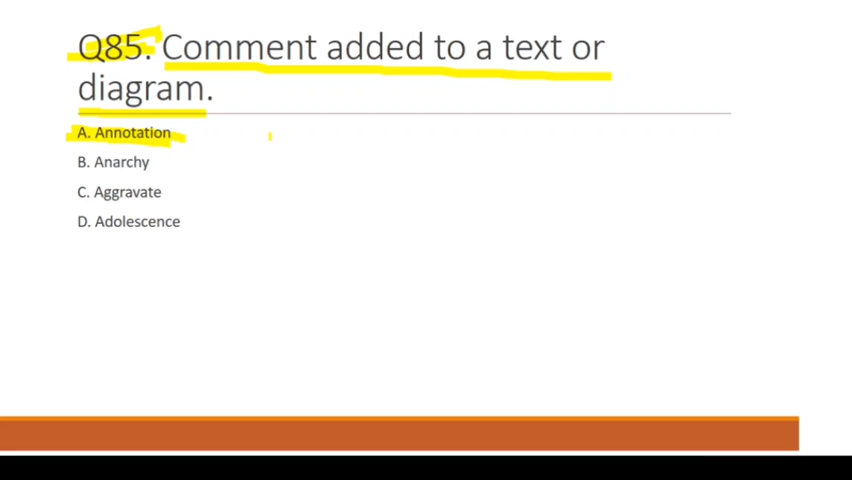 Q85. Comment added to a text or
diagram.
A. Annotation
B. Anarchy
C. Aggravate
D. Adolescence